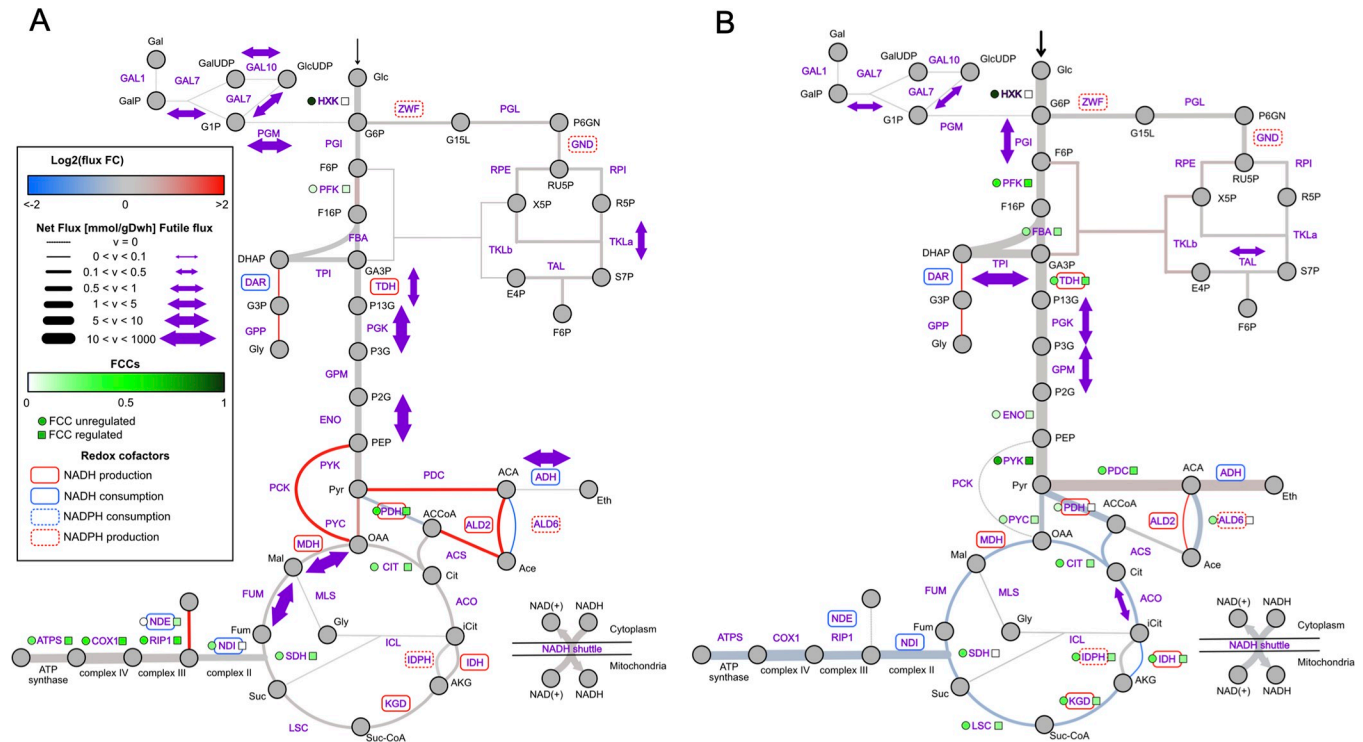 A
Gal
GalUDP
GAL10
GlcUDP
GAL1
GAL7
GAL7
GalP
G1P
PGM
Glc
HXK
G6P
ZWF
PGL
G15L
P6GN
GND
PGI
F6P
PFK
F16P
FBA
DHAP
TPI
GA3P
DAR
TDH
G3P
P13G
GPP
PGK
Gly
P3G
GPM
P2G
ENO
PEP
RPE
RU5P
RPI
X5P
R5P
TKLb
TKLa
TAL
E4P
S7P
F6P
Log2(flux FC)
<-2
0
>2
Net Flux [mmol/gDwh] Futile flux
v = 0
0 < v < 0.1
0.1 < v < 0.5
0.5 < v < 1
1 < v < 5
5 < v < 10
10 < v < 1000
FCCs
0
0.5
1
FCC unregulated
FCC regulated
Redox cofactors
NADH production
NADH consumption
NADPH consumption
NADPH production
PYK
PCK
Pyr
PDC
ACA
ADH
Eth
PYC
PDH
ACCoA
ALD2
ALD6
OAA
ACS
Ace
MDH
Mal
CIT
Cit
FUM
MLS
ACO
Fum
Gly
ICL
iCit
SDH
IDPH
IDH
Suc
KGD
AKG
LSC
Suc-CoA
ATPS
COX1
NDE
RIP1
NDI
ATP
synthase
complex IV
complex III
complex II
NAD(+)
NADH
Cytoplasm
NADH shuttle
Mitochondria
NAD(+)
NADH
B
Gal
GalUDP
GAL10
GlcUDP
GAL1
GAL7
GAL7
GalP
G1P
PGM
Glc
HXK
G6P
ZWF
PGL
G15L
P6GN
GND
PGI
F6P
PFK
F16P
FBA
DHAP
TPI
GA3P
DAR
TDH
G3P
P13G
GPP
PGK
Gly
P3G
GPM
P2G
ENO
PEP
RPE
RU5P
RPI
X5P
R5P
TKLb
TKLa
TAL
E4P
S7P
F6P
PYK
PCK
Pyr
PDC
ACA
ADH
Eth
PYC
PDH
ACCoA
ALD2
ALD6
OAA
ACS
Ace
MDH
Mal
CIT
Cit
FUM
MLS
ACO
Fum
Gly
ICL
iCit
SDH
IDPH
IDH
Suc
KGD
AKG
LSC
Suc-CoA
ATPS
COX1
NDE
RIP1
NDI
ATP
synthase
complex IV
complex III
complex II
NAD(+)
NADH
Cytoplasm
NADH shuttle
Mitochondria
NAD(+)
NADH